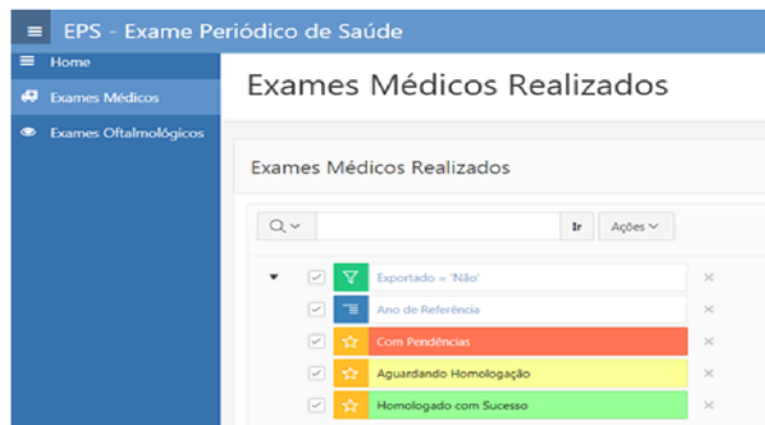 EPS - Exame Periódico de Saúde
Home
Exames Médicos
Exames Oftalmológicos
Exames Médicos Realizados
Exames Médicos Realizados
Ir Ações
Exportado = 'Não'
Ano de Referência
Com Pendências
Aguardando Homologação
Homologado com Sucesso